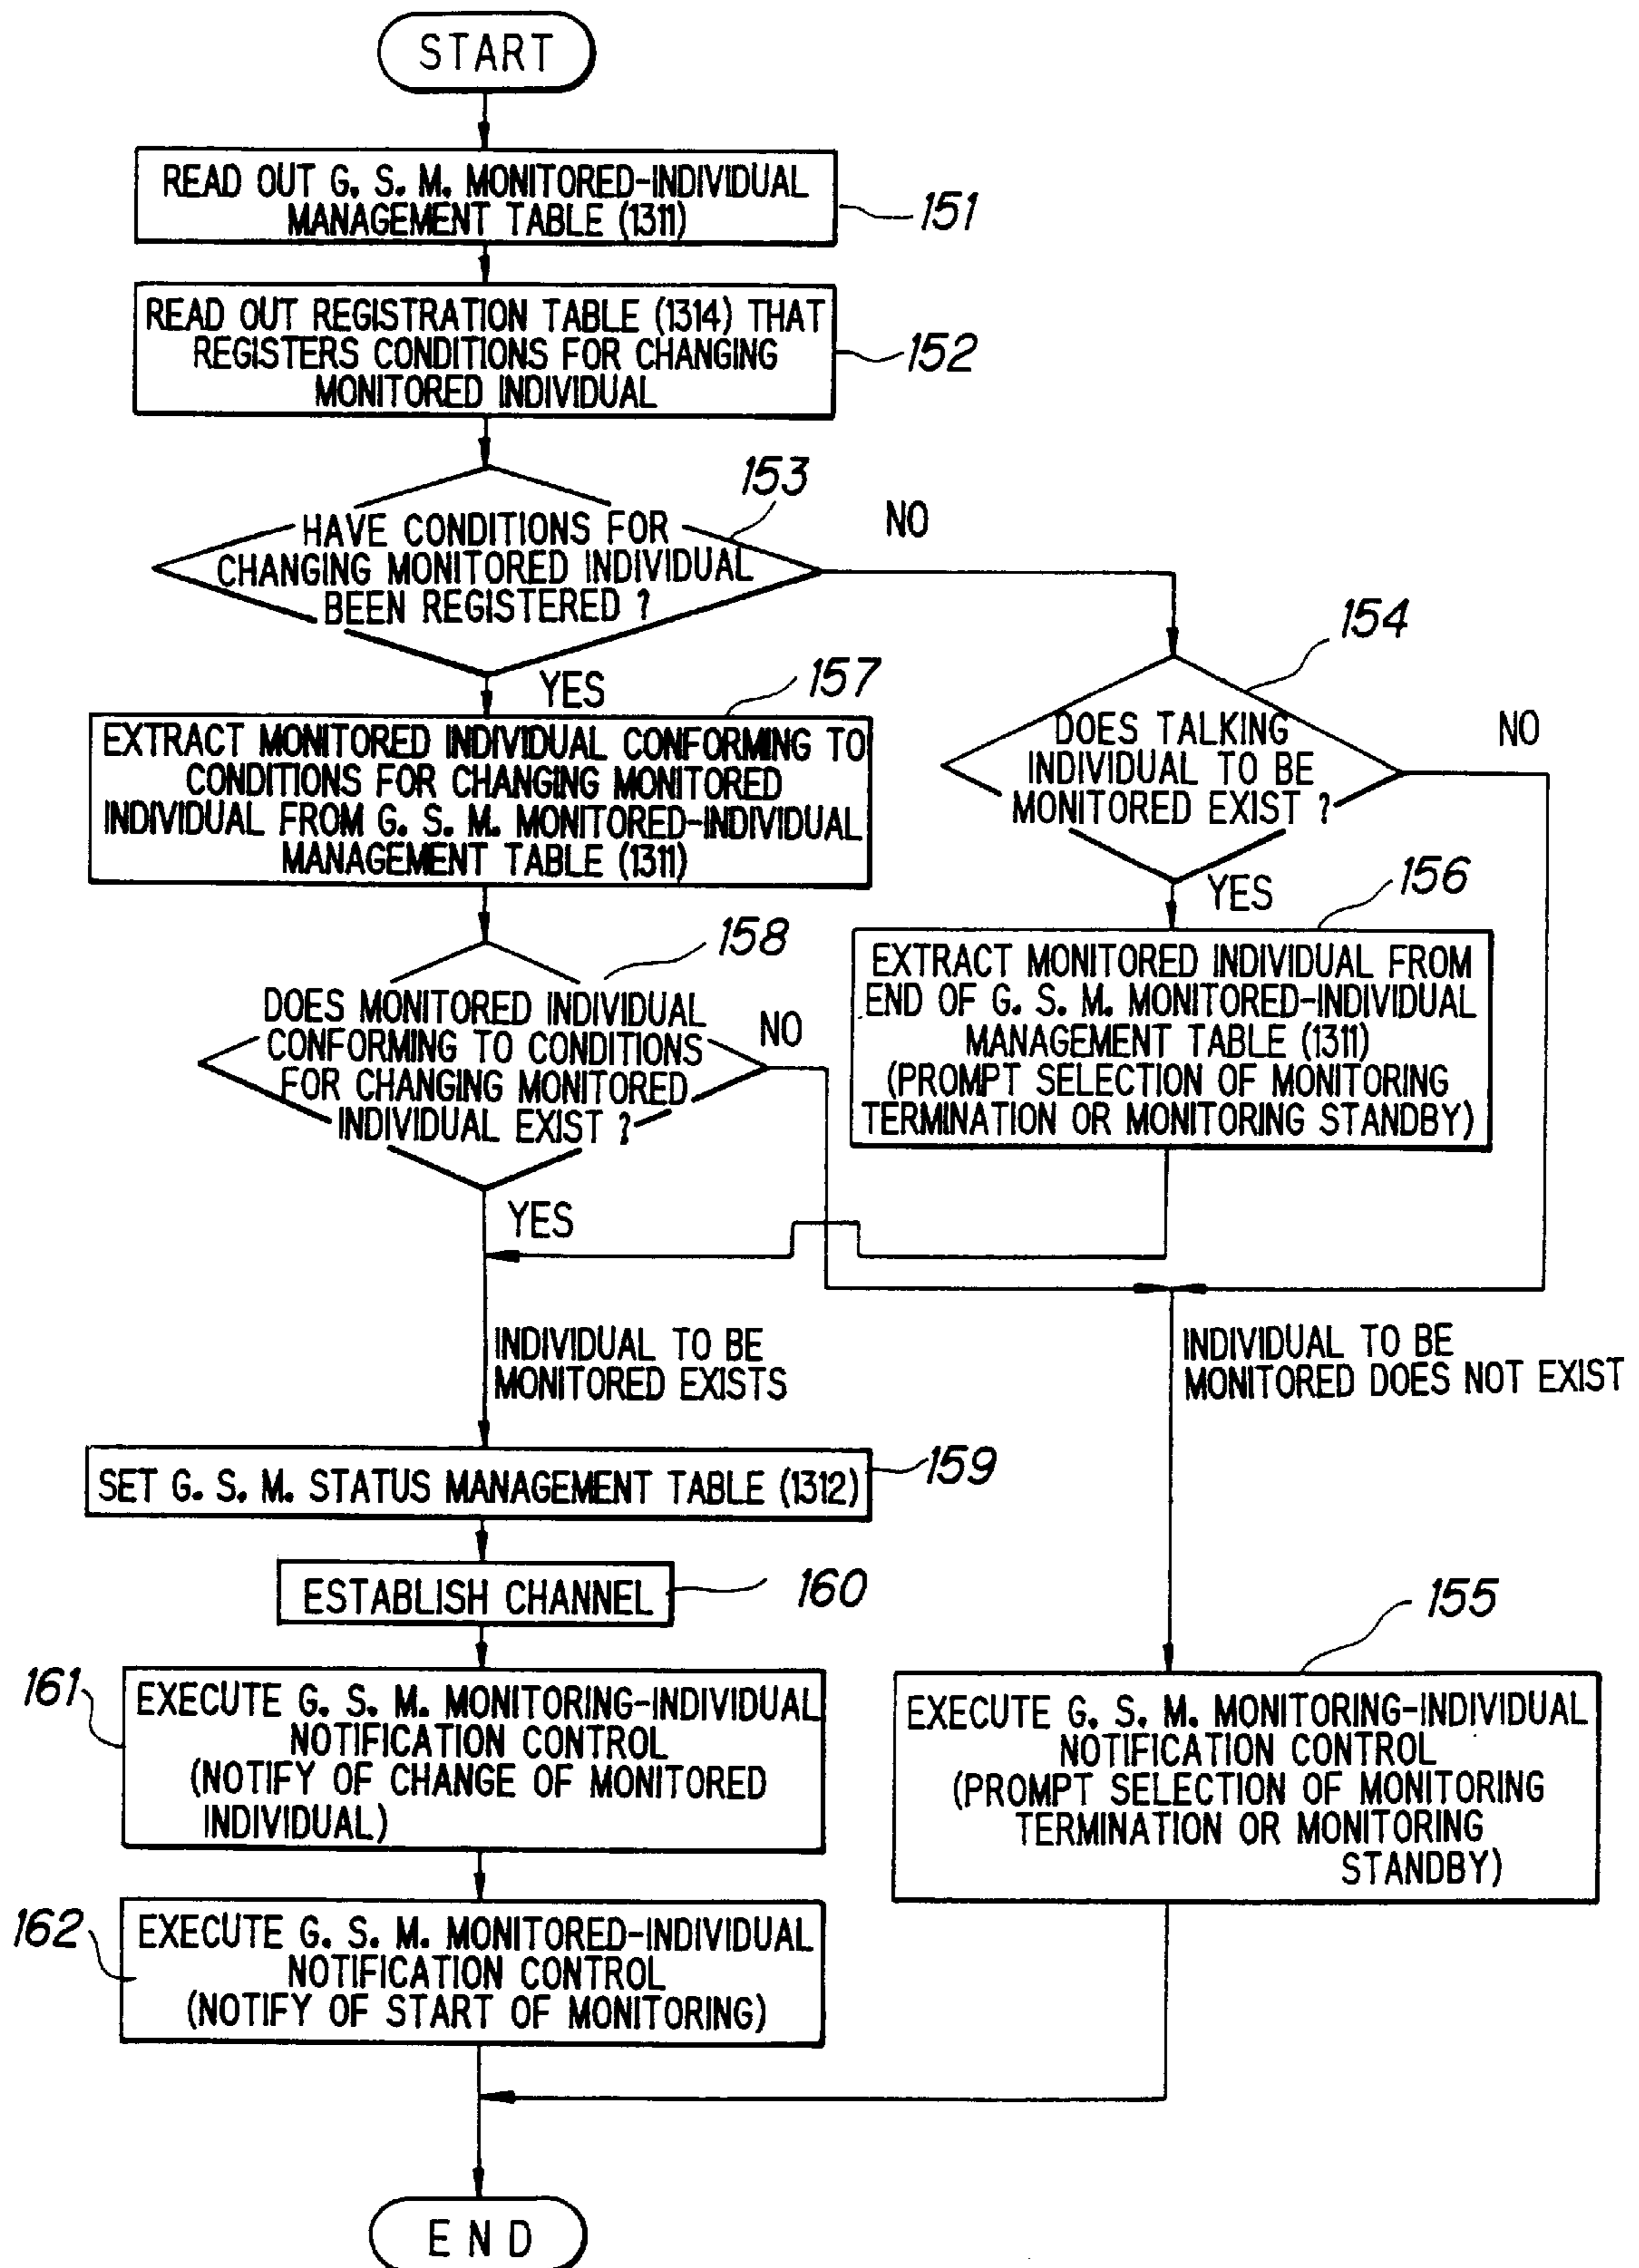 START
READ OUT G. S. M. MONITORED-INDIVIDUAL
MANAGEMENT TABLE (1311)
151
READ OUT REGISTRATION TABLE (1314) THAT
REGISTERS CONDITIONS FOR CHANGING
MONITORED INDIVIDUAL
152
153
HAVE CONDITIONS FOR
CHANGING MONITORED INDIVIDUAL
BEEN REGISTERED ?
NO
YES
154
DOES TALKING
INDIVIDUAL TO BE
MONITORED EXIST ?
NO
YES
157
EXTRACT MONITORED INDIVIDUAL CONFORMING TO
CONDITIONS FOR CHANGING MONITORED
INDIVIDUAL FROM G. S. M. MONITORED-INDIVIDUAL
MANAGEMENT TABLE (1311)
156
EXTRACT MONITORED INDIVIDUAL FROM
END OF G. S. M. MONITORED-INDIVIDUAL
MANAGEMENT TABLE (1311)
(PROMPT SELECTION OF MONITORING
TERMINATION OR MONITORING STANDBY)
158
DOES MONITORED INDIVIDUAL
CONFORMING TO CONDITIONS
FOR CHANGING MONITORED
INDIVIDUAL EXIST ?
NO
YES
INDIVIDUAL TO BE
MONITORED EXISTS
INDIVIDUAL TO BE
MONITORED DOES NOT EXIST
SET G. S. M. STATUS MANAGEMENT TABLE (1312)
159
ESTABLISH CHANNEL
160
161
EXECUTE G. S. M. MONITORING-INDIVIDUAL
NOTIFICATION CONTROL
(NOTIFY OF CHANGE OF MONITORED
INDIVIDUAL)
155
EXECUTE G. S. M. MONITORING-INDIVIDUAL
NOTIFICATION CONTROL
(PROMPT SELECTION OF MONITORING
TERMINATION OR MONITORING
STANDBY)
162
EXECUTE G. S. M. MONITORED-INDIVIDUAL
NOTIFICATION CONTROL
(NOTIFY OF START OF MONITORING)
END